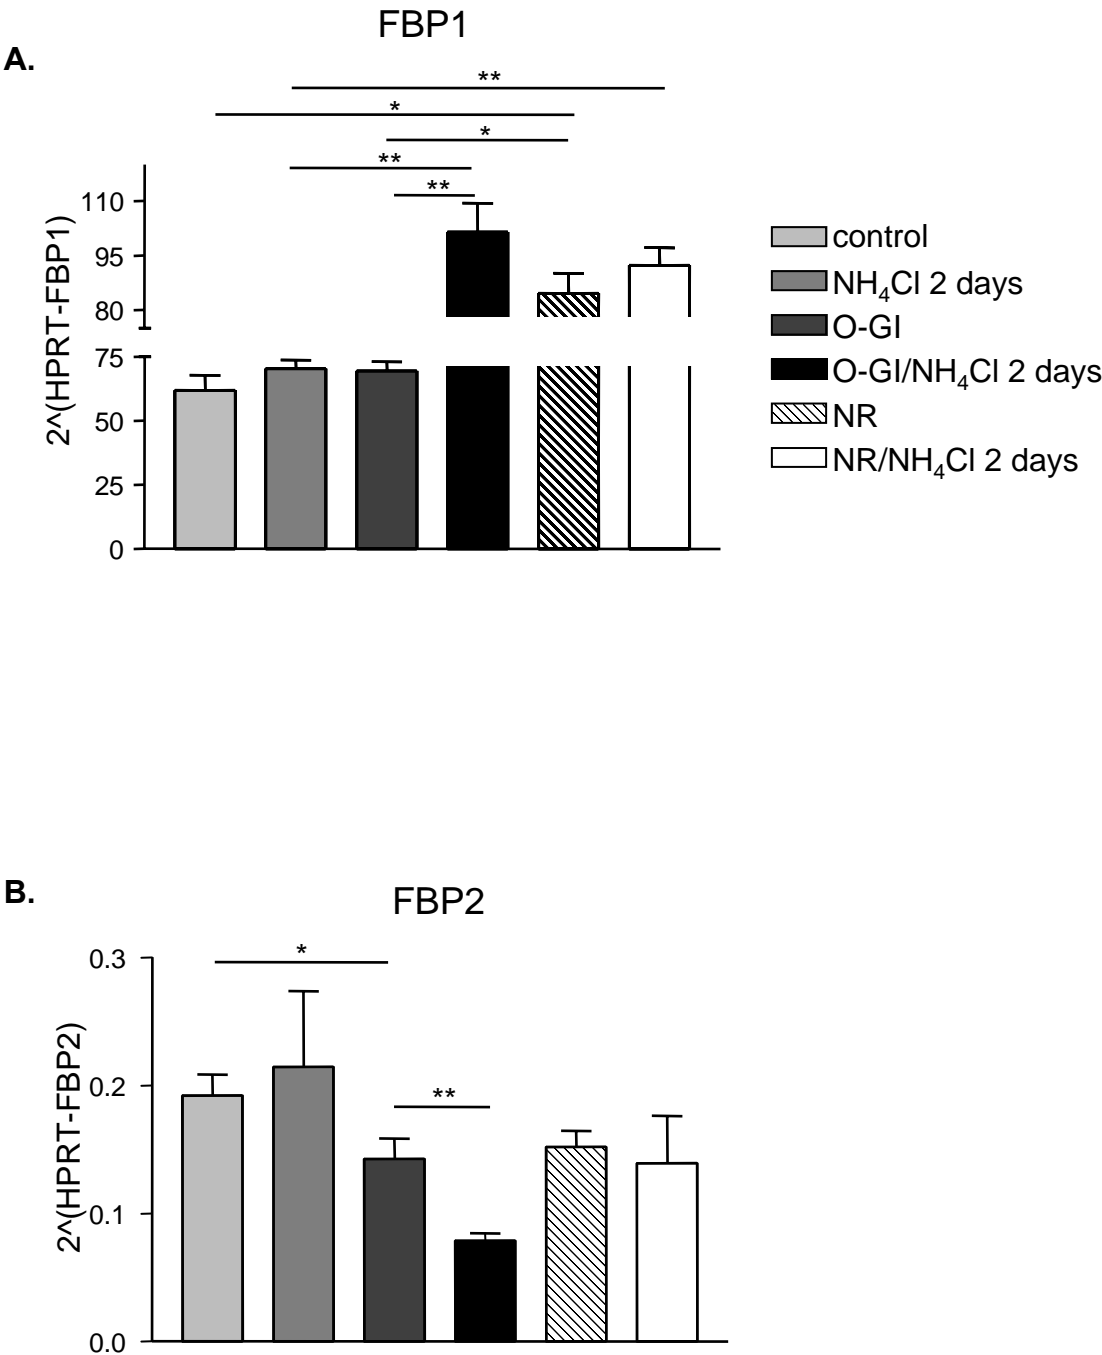 FBP1
A.
**
*
*
**
**
2^(HPRT-FBP1)
110
95
80
75
50
25
0
control
NH₄Cl 2 days
O-GI
O-GI/NH₄Cl 2 days
NR
NR/NH₄Cl 2 days
B.
FBP2
*
**
2^(HPRT-FBP2)
0.3
0.2
0.1
0.0